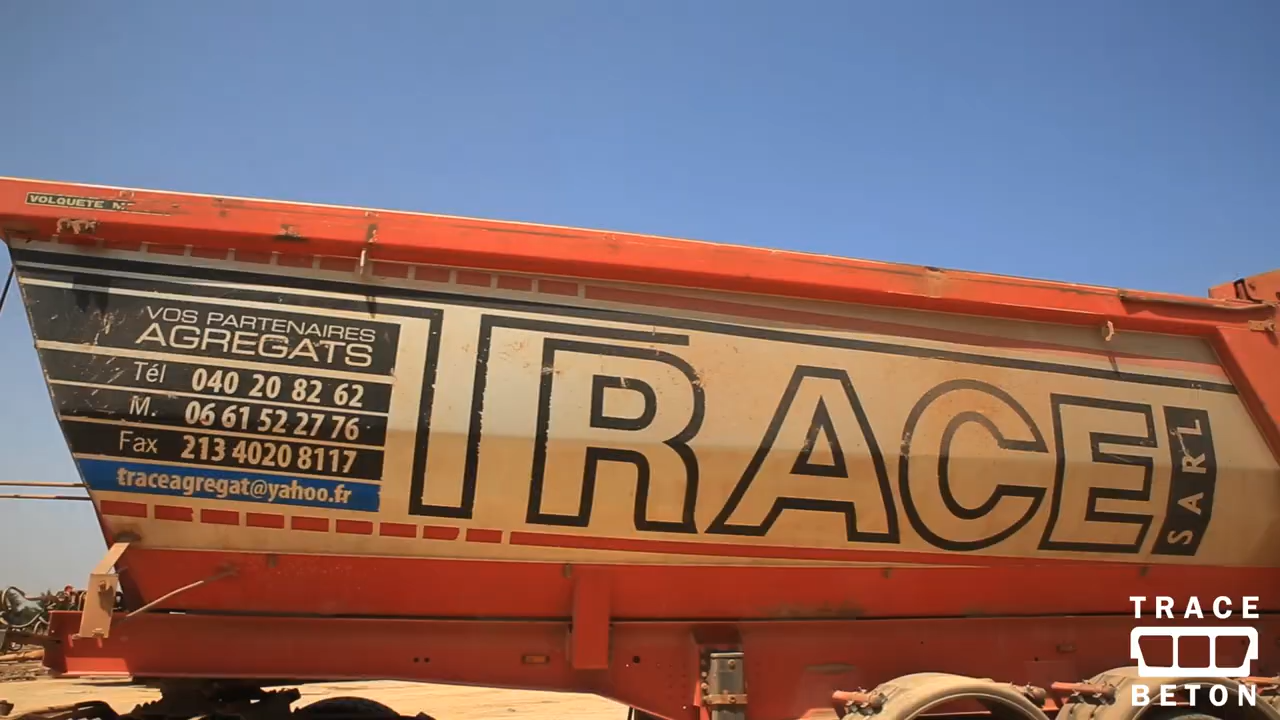 VOLQUETE
VOS PARTENAIRES
AGREGATS
Tél 040 20 82 62
M. 06 61 52 27 76
Fax 213 4020 8117
traceagregat@yahoo.fr
TRACE
SARL
TRACE
BETON